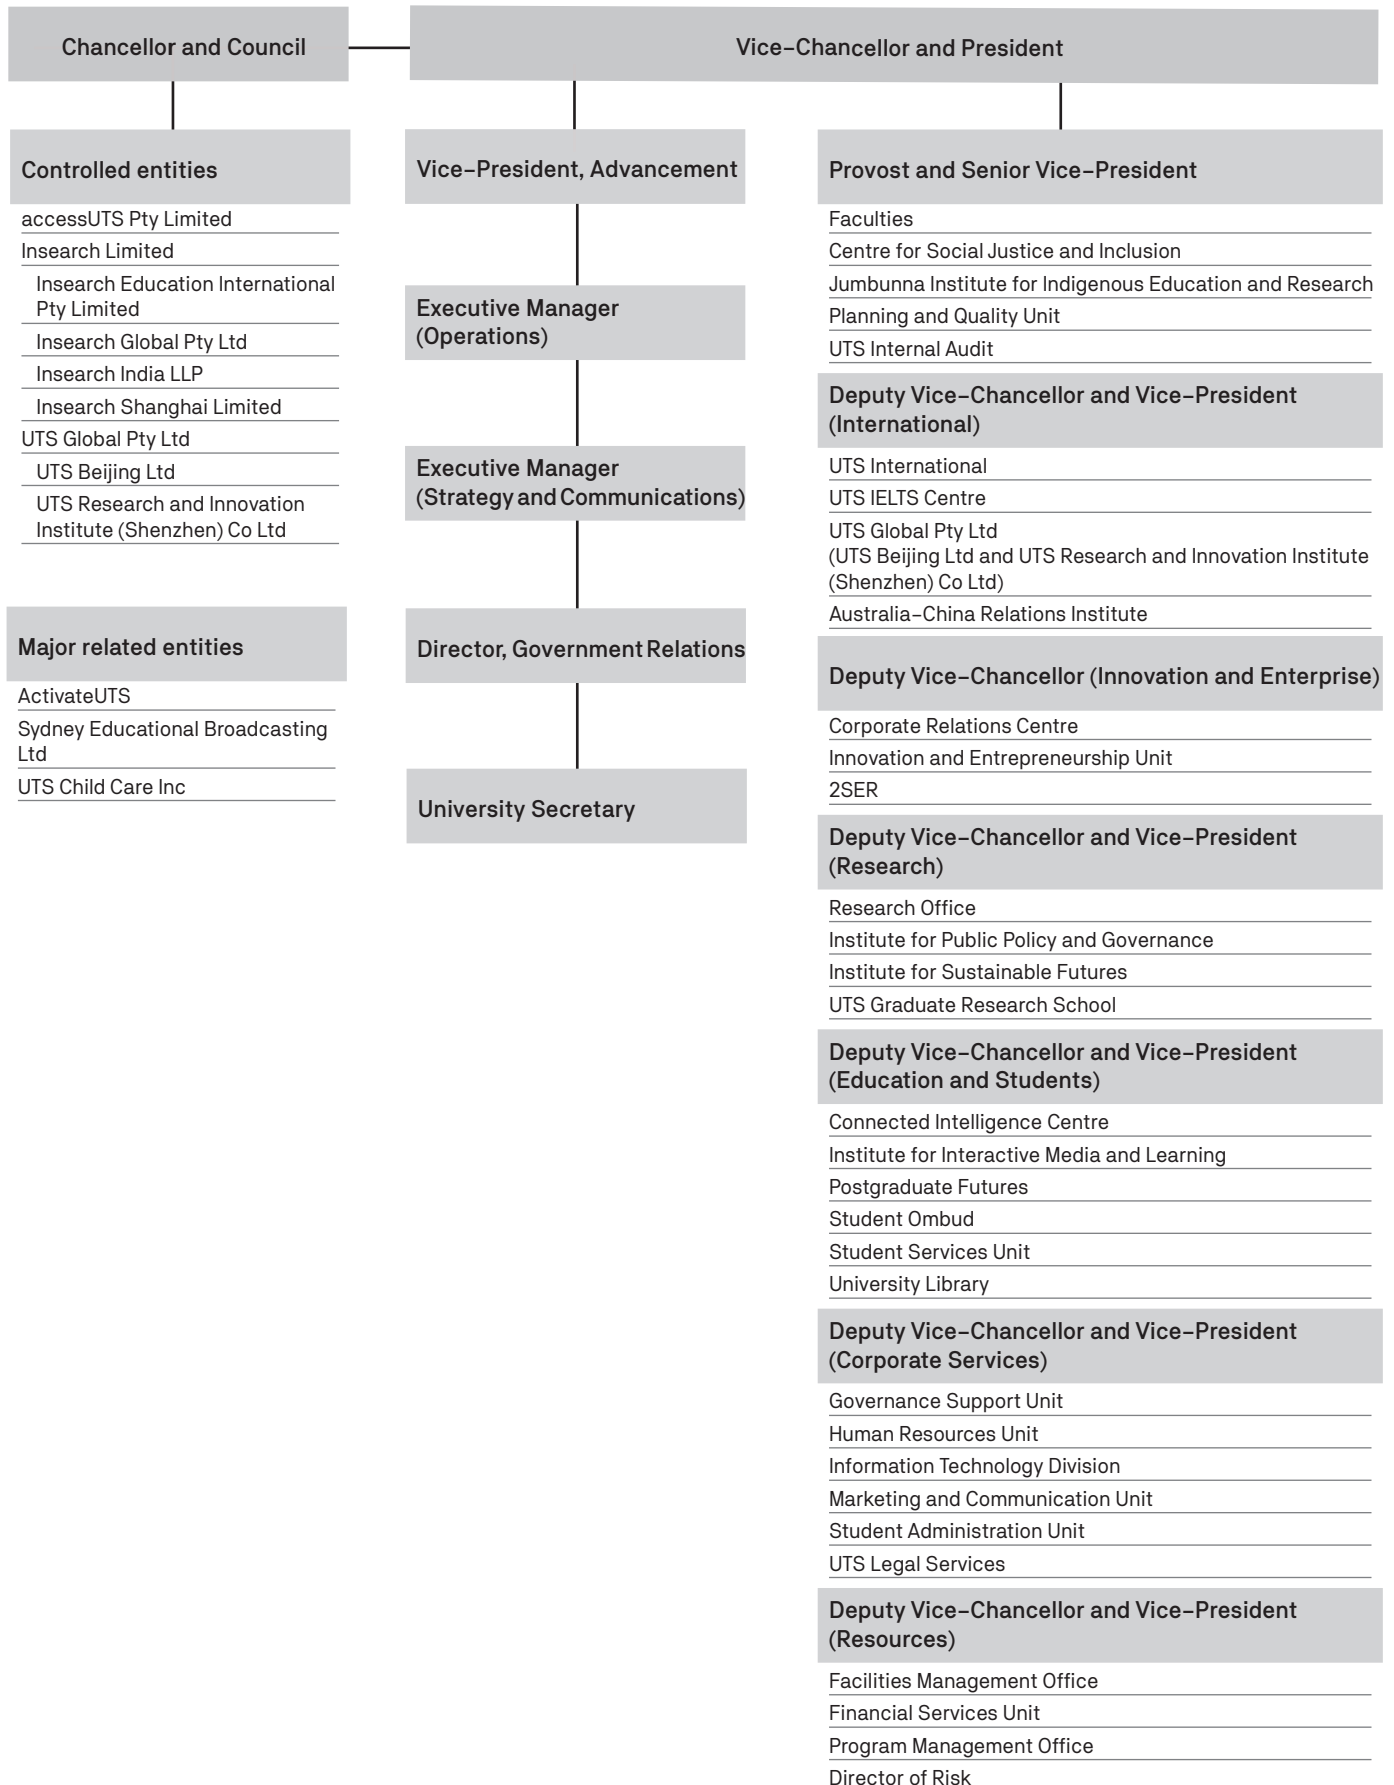 Chancellor and Council
Vice-Chancellor and President
Controlled entities
accessUTS Pty Limited
Insearch Limited
Insearch Education International
Pty Limited
Insearch Global Pty Ltd
Insearch India LLP
Insearch Shanghai Limited
UTS Global Pty Ltd
UTS Beijing Ltd
UTS Research and Innovation
Institute (Shenzhen) Co Ltd
Major related entities
ActivateUTS
Sydney Educational Broadcasting
Ltd
UTS Child Care Inc
Vice-President, Advancement
Executive Manager
(Operations)
Executive Manager
(Strategy and Communications)
Director, Government Relations
University Secretary
Provost and Senior Vice-President
Faculties
Centre for Social Justice and Inclusion
Jumbunna Institute for Indigenous Education and Research
Planning and Quality Unit
UTS Internal Audit
Deputy Vice-Chancellor and Vice-President
(International)
UTS International
UTS IELTS Centre
UTS Global Pty Ltd
(UTS Beijing Ltd and UTS Research and Innovation Institute
(Shenzhen) Co Ltd)
Australia-China Relations Institute
Deputy Vice-Chancellor (Innovation and Enterprise)
Corporate Relations Centre
Innovation and Entrepreneurship Unit
2SER
Deputy Vice-Chancellor and Vice-President
(Research)
Research Office
Institute for Public Policy and Governance
Institute for Sustainable Futures
UTS Graduate Research School
Deputy Vice-Chancellor and Vice-President
(Education and Students)
Connected Intelligence Centre
Institute for Interactive Media and Learning
Postgraduate Futures
Student Ombud
Student Services Unit
University Library
Deputy Vice-Chancellor and Vice-President
(Corporate Services)
Governance Support Unit
Human Resources Unit
Information Technology Division
Marketing and Communication Unit
Student Administration Unit
UTS Legal Services
Deputy Vice-Chancellor and Vice-President
(Resources)
Facilities Management Office
Financial Services Unit
Program Management Office
Director of Risk